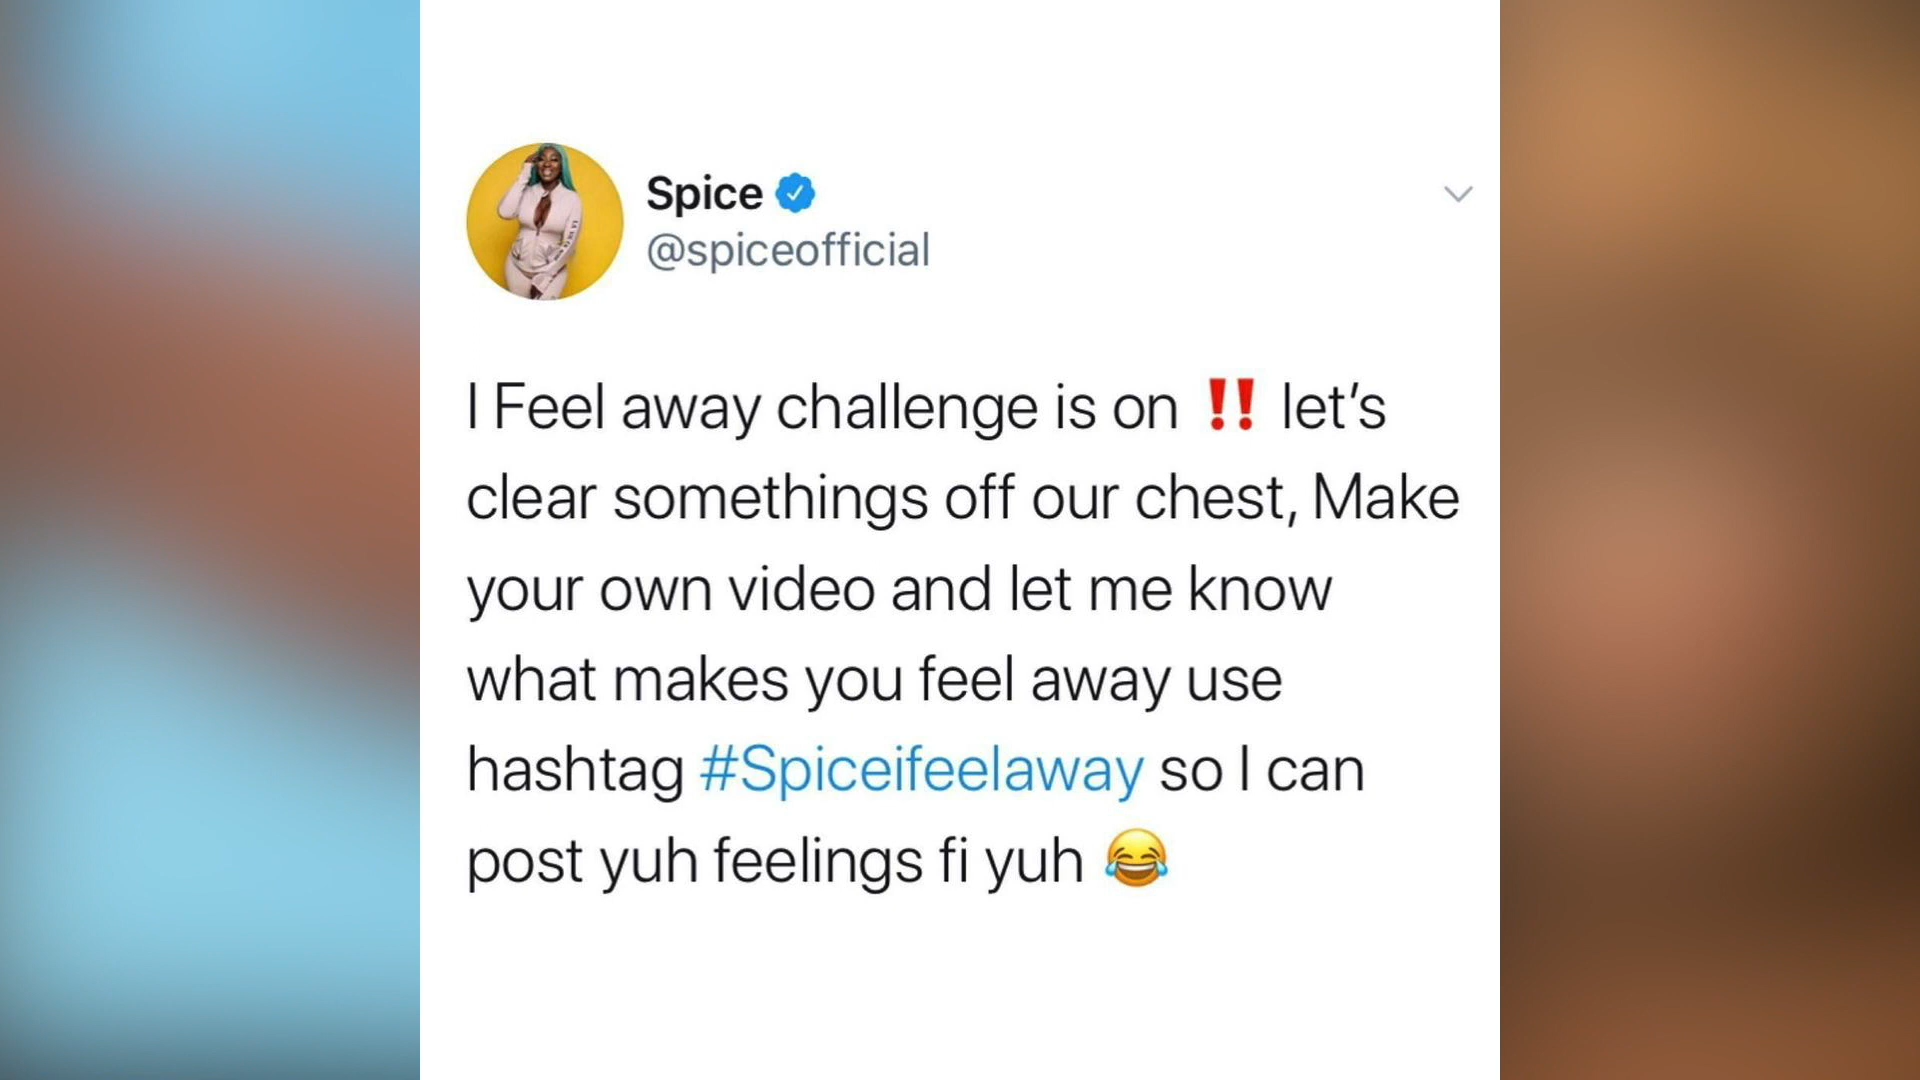 Spice
@spiceofficial
I Feel away challenge is on ‼️ let’s
clear somethings off our chest, Make
your own video and let me know
what makes you feel away use
hashtag #Spiceifeelaway so I can
post yuh feelings fi yuh 😂